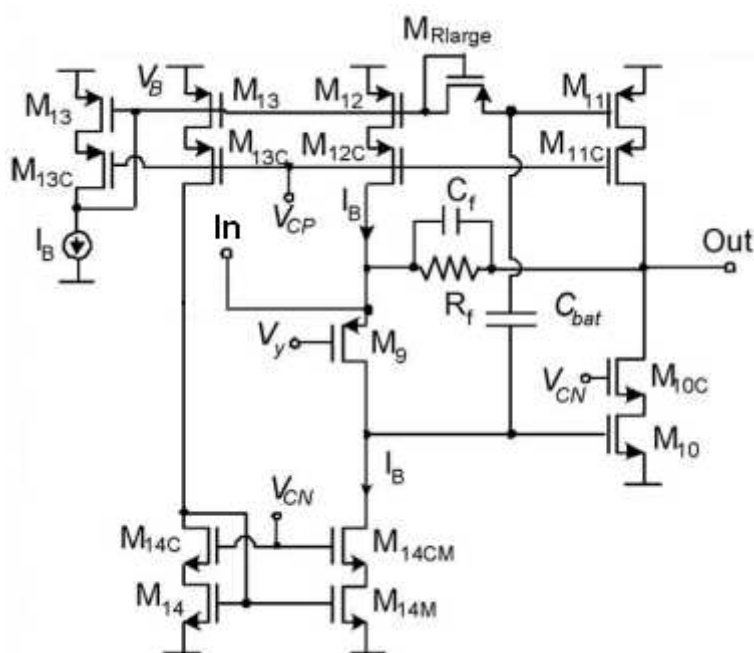 M_Rlarge
M_13
V_B
M_13
M_12
M_11
M_13C
M_13C
M_12C
M_11C
I_B
V_CP
I_B
C_f
In
Out
R_f
C_bat
V_y
M_9
V_CN
M_10C
M_10
I_B
V_CN
M_14C
M_14CM
M_14
M_14M